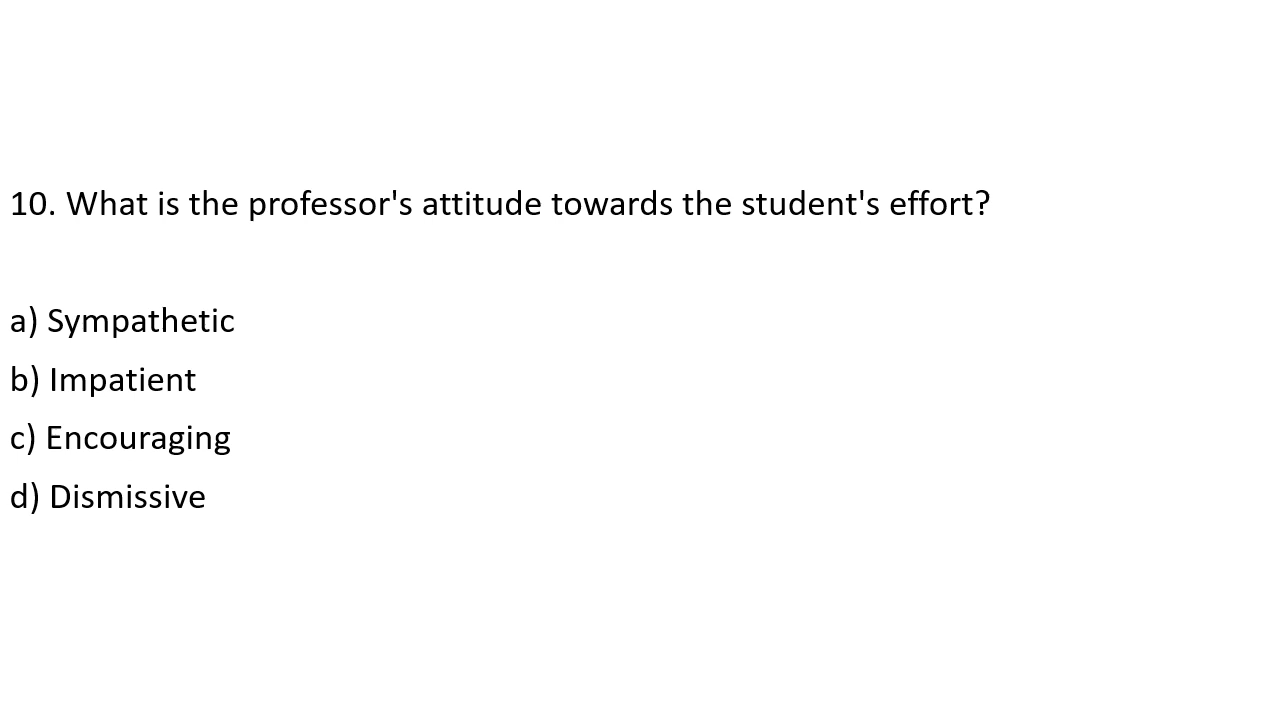 10. What is the professor's attitude towards the student's effort?
a) Sympathetic
b) Impatient
c) Encouraging
d) Dismissive